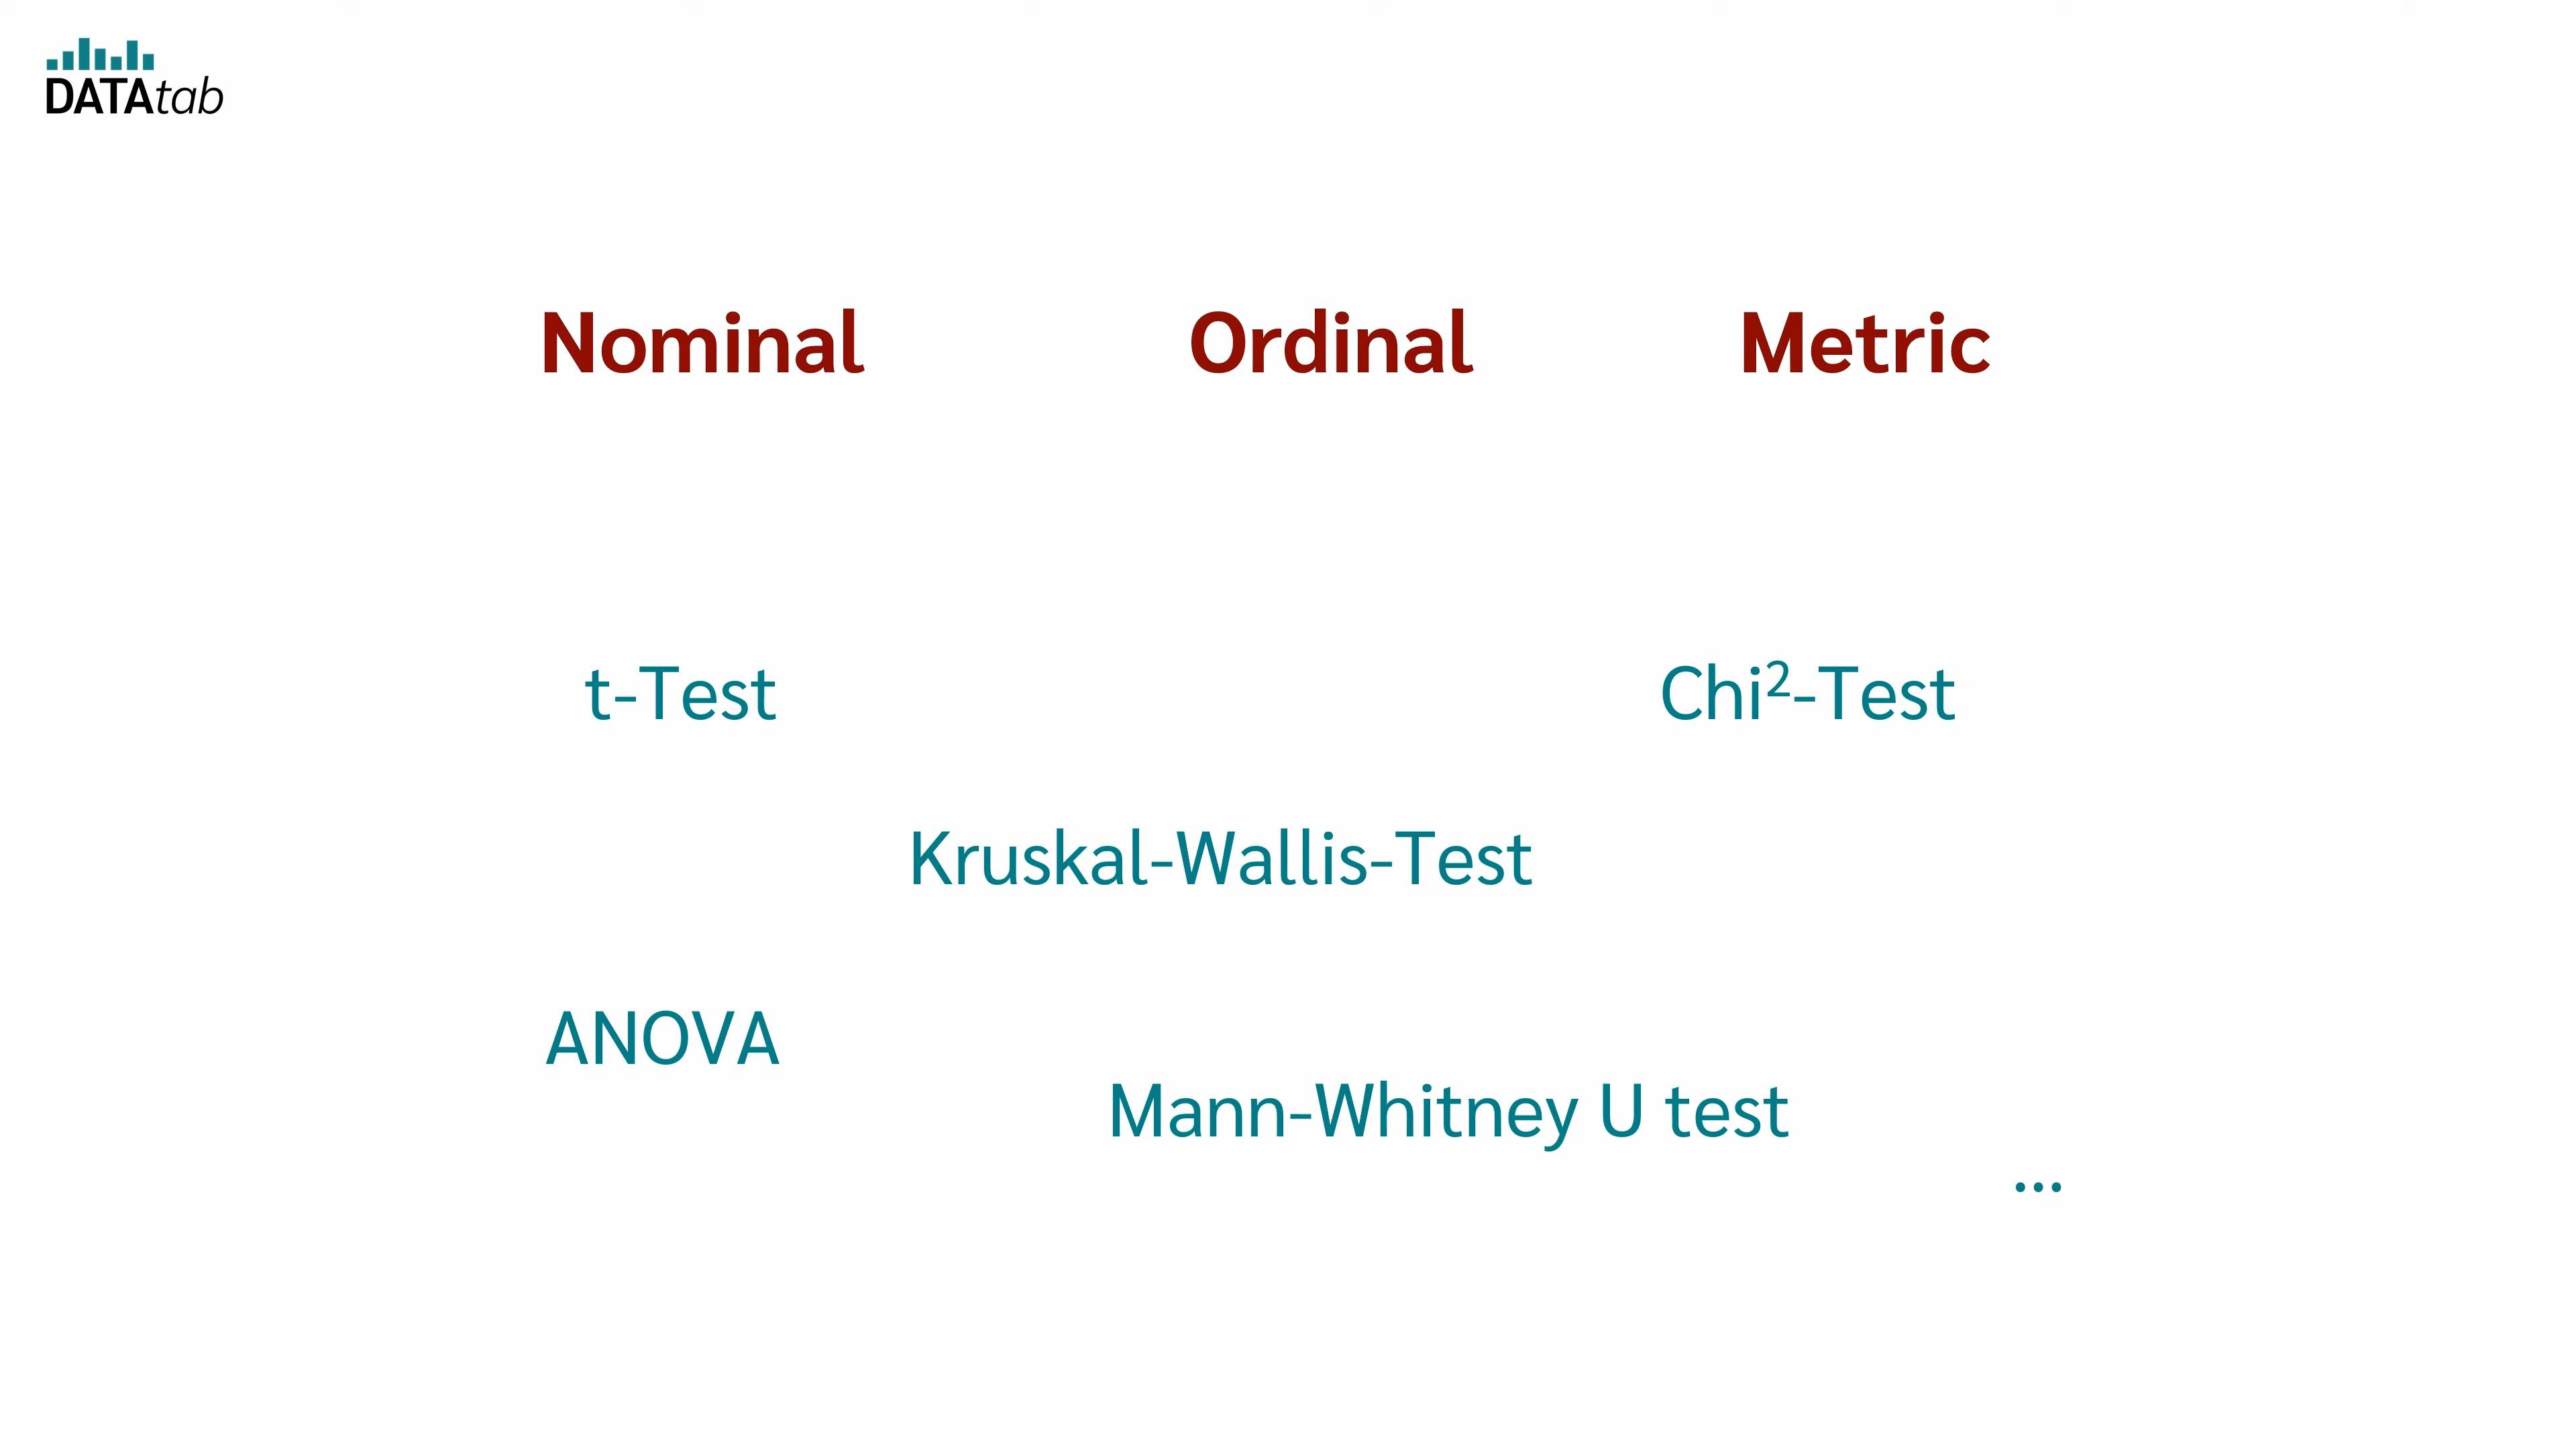 DATAtab
Nominal Ordinal Metric
t-Test Chi²-Test
Kruskal-Wallis-Test
ANOVA
Mann-Whitney U test
...